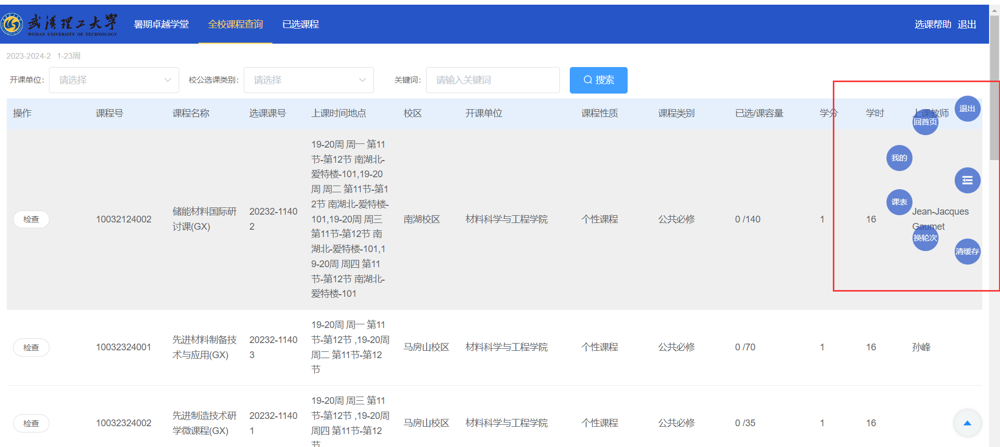 武汉理工大学
WUHAN UNIVERSITY OF TECHNOLOGY
暑期卓越学堂 全校课程查询 已选课程 选课帮助 退出
2023-2024-2 1-23周
开课单位: 请选择 校公选课类别: 请选择 关键词: 请输入关键词 搜索
操作 课程号 课程名称 选课课号 上课时间地点 校区 开课单位 课程性质 课程类别 已选/课容量 学分 学时 上课教师
退出
回首页
我的
课表
换轮次
清缓存
检查
10032124002
储能材料国际研
讨课(GX)
20232-1140
2
19-20周 周一 第11
节-第12节 南湖北-
爱特楼-101,19-20
周 周二 第11节-第1
2节 南湖北-爱特楼-
101,19-20周 周三
第11节-第12节 南
湖北-爱特楼-101,1
9-20周 周四 第11
节-第12节 南湖北-
爱特楼-101
南湖校区
材料科学与工程学院
个性课程
公共必修
0 /140
1
16
Jean-Jacques
Gaumet
检查
10032324001
先进材料制备技
术与应用(GX)
20232-1140
3
19-20周 周一 第11
节-第12节 ,19-20周
周二 第11节-第12
节
马房山校区
材料科学与工程学院
个性课程
公共必修
0 /70
1
16
孙峰
检查
10032324002
先进制造技术研
学微课程(GX)
20232-1140
1
19-20周 周三 第11
节-第12节 ,19-20周
周四 第11节-第12
节
马房山校区
材料科学与工程学院
个性课程
公共必修
0 /35
1
16